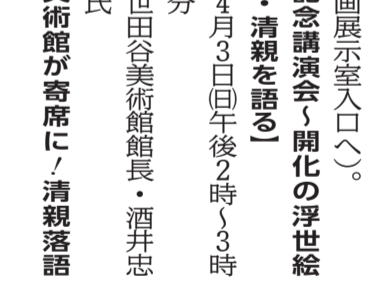 画展示室入口へ)。
記念講演会〜開化の浮世絵
・清親を語る】
4月3日㈰午後2時〜3時
分
世田谷美術館館長・酒井忠
氏
美術館が寄席に!清親落語